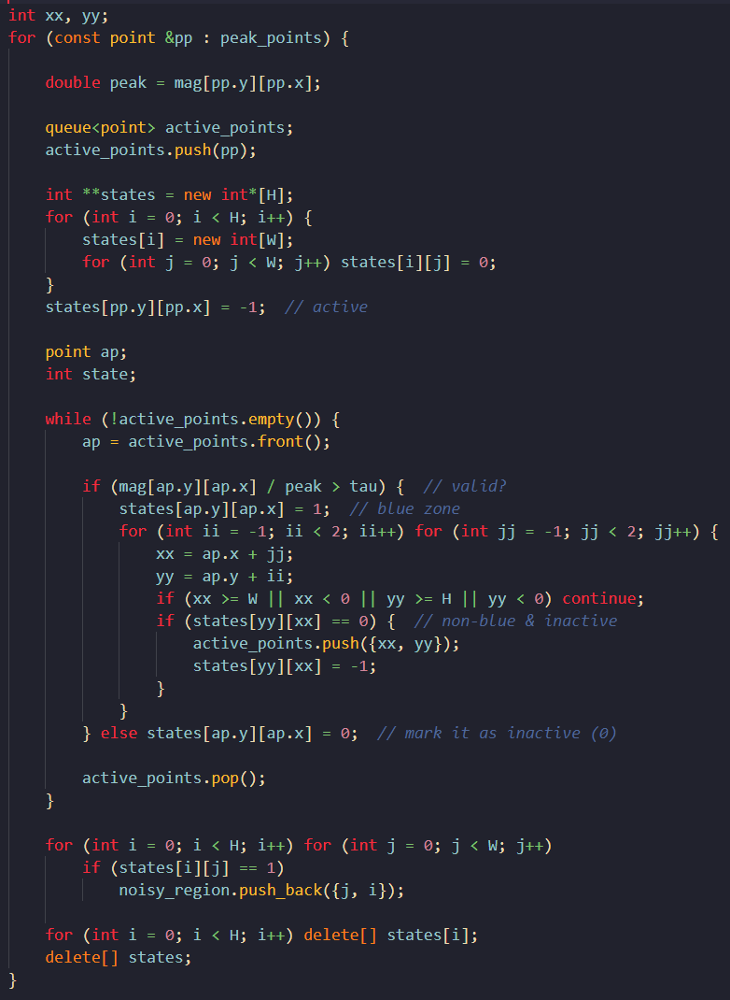 int xx, yy;
for (const point &pp : peak_points) {
double peak = mag[pp.y][pp.x];
queue<point> active_points;
active_points.push(pp);
int **states = new int*[H];
for (int i = 0; i < H; i++) {
states[i] = new int[W];
for (int j = 0; j < W; j++) states[i][j] = 0;
}
states[pp.y][pp.x] = -1;  // active
point ap;
int state;
while (!active_points.empty()) {
ap = active_points.front();
if (mag[ap.y][ap.x] / peak > tau) {  // valid?
states[ap.y][ap.x] = 1;  // blue zone
for (int ii = -1; ii < 2; ii++) for (int jj = -1; jj < 2; jj++) {
xx = ap.x + jj;
yy = ap.y + ii;
if (xx >= W || xx < 0 || yy >= H || yy < 0) continue;
if (states[yy][xx] == 0) {  // non-blue & inactive
active_points.push({xx, yy});
states[yy][xx] = -1;
}
}
} else states[ap.y][ap.x] = 0;  // mark it as inactive (0)
active_points.pop();
}
for (int i = 0; i < H; i++) for (int j = 0; j < W; j++)
if (states[i][j] == 1)
noisy_region.push_back({j, i});
for (int i = 0; i < H; i++) delete[] states[i];
delete[] states;
}